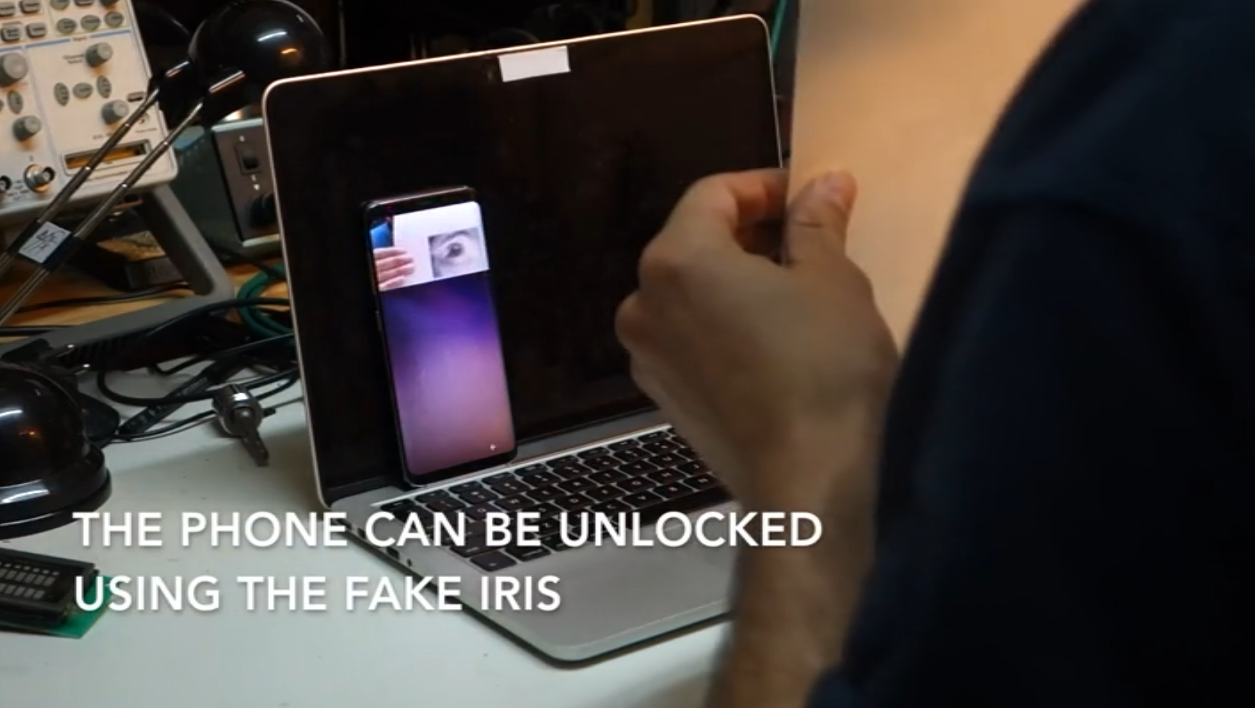 THE PHONE CAN BE UNLOCKED
USING THE FAKE IRIS